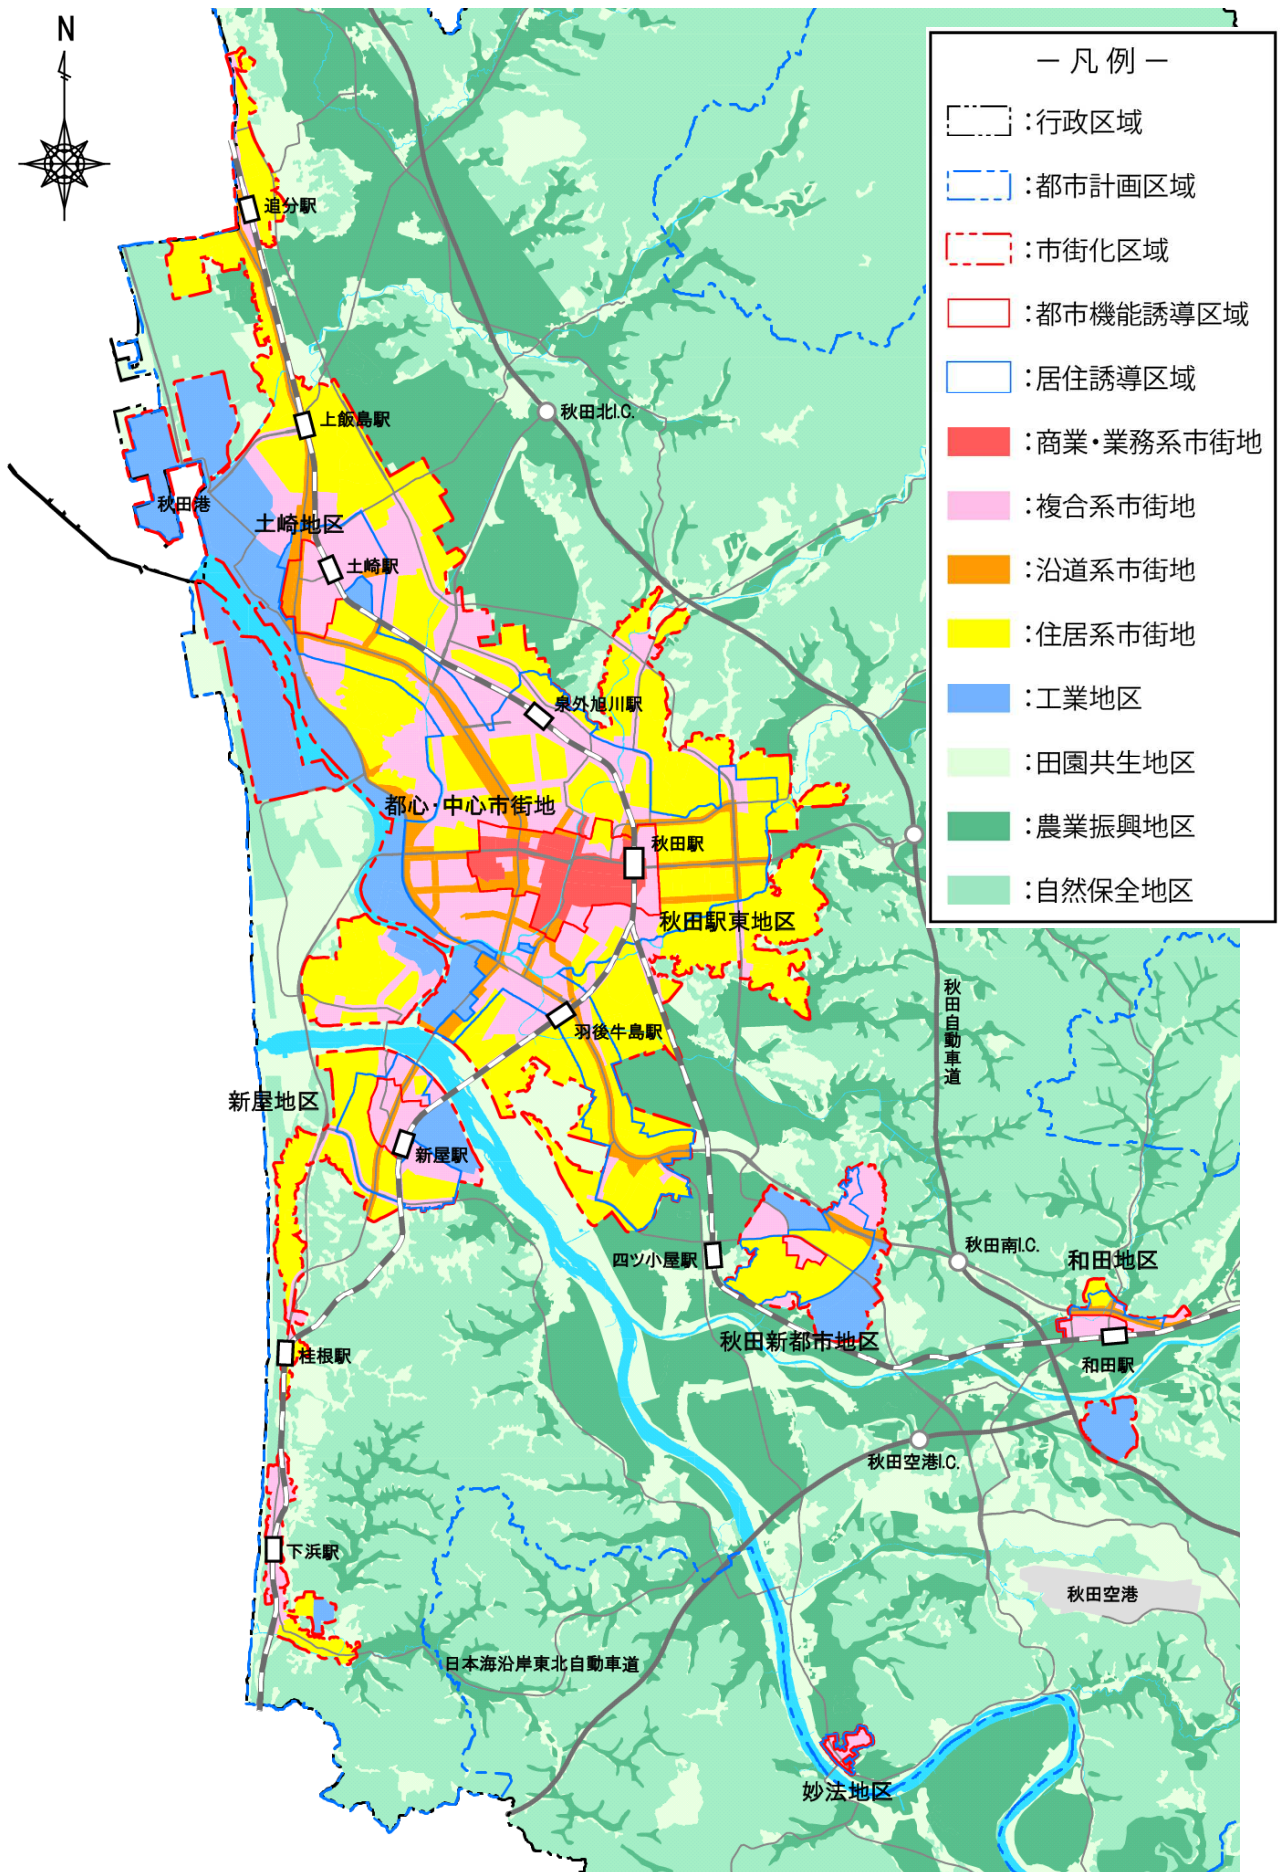 N
－ 凡 例 －
：行政区域
：都市計画区域
：市街化区域
：都市機能誘導区域
：居住誘導区域
：商業・業務系市街地
：複合系市街地
：沿道系市街地
：住居系市街地
：工業地区
：田園共生地区
：農業振興地区
：自然保全地区
追分駅
上飯島駅
秋田北I.C.
秋田港
土崎地区
土崎駅
泉外旭川駅
都心・中心市街地
秋田駅
秋田駅東地区
秋田自動車道
羽後牛島駅
新屋地区
新屋駅
四ツ小屋駅
秋田南I.C.
和田地区
秋田新都市地区
和田駅
桂根駅
秋田空港I.C.
下浜駅
秋田空港
日本海沿岸東北自動車道
妙法地区